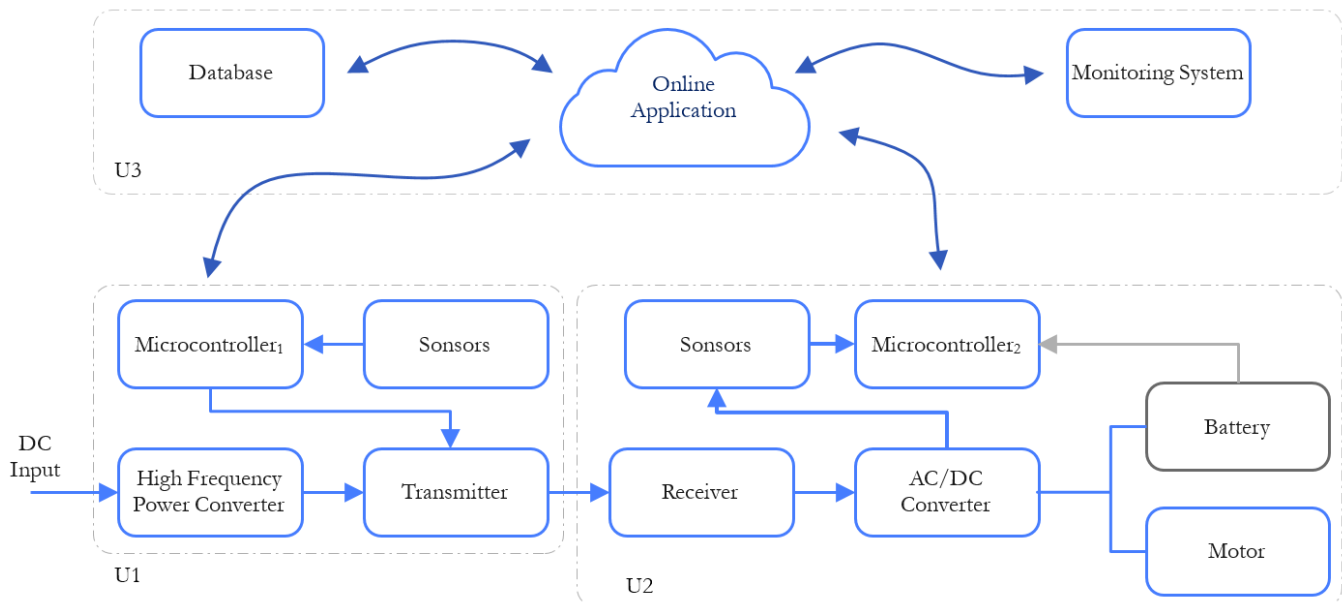 Database
Online
Application
Monitoring System
U3
Microcontroller₁
Sonsors
Sonsors
Microcontroller₂
DC
Input
High Frequency
Power Converter
Transmitter
Receiver
AC/DC
Converter
Battery
Motor
U1
U2